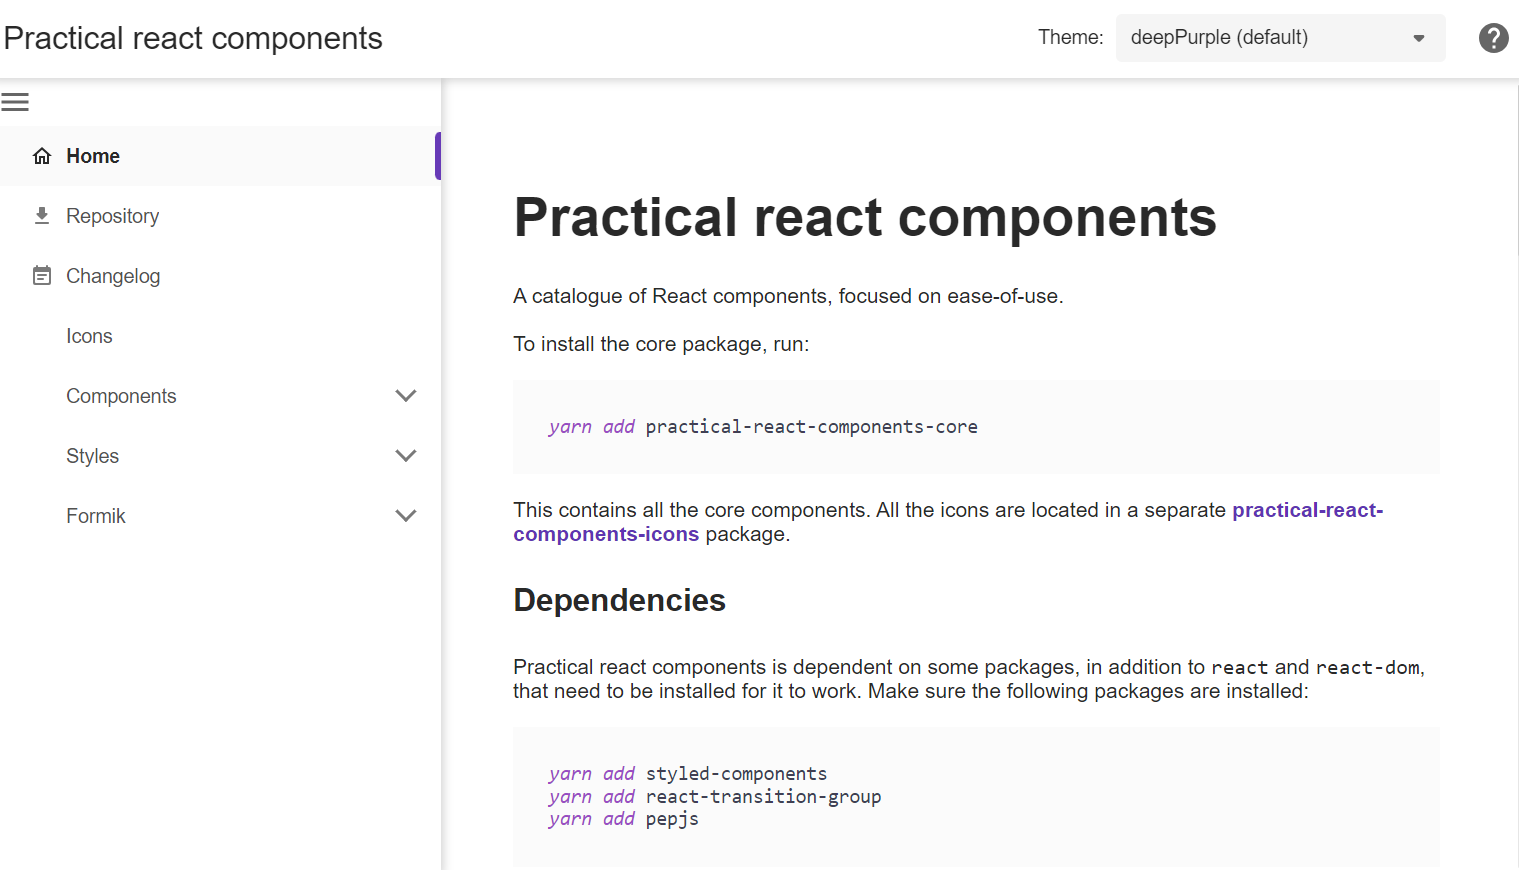 Practical react components
Theme: deepPurple (default)
Home
Repository
Changelog
Icons
Components
Styles
Formik
Practical react components
A catalogue of React components, focused on ease-of-use.
To install the core package, run:
yarn add practical-react-components-core
This contains all the core components. All the icons are located in a separate practical-react-
components-icons package.
Dependencies
Practical react components is dependent on some packages, in addition to react and react-dom,
that need to be installed for it to work. Make sure the following packages are installed:
yarn add styled-components
yarn add react-transition-group
yarn add pepjs